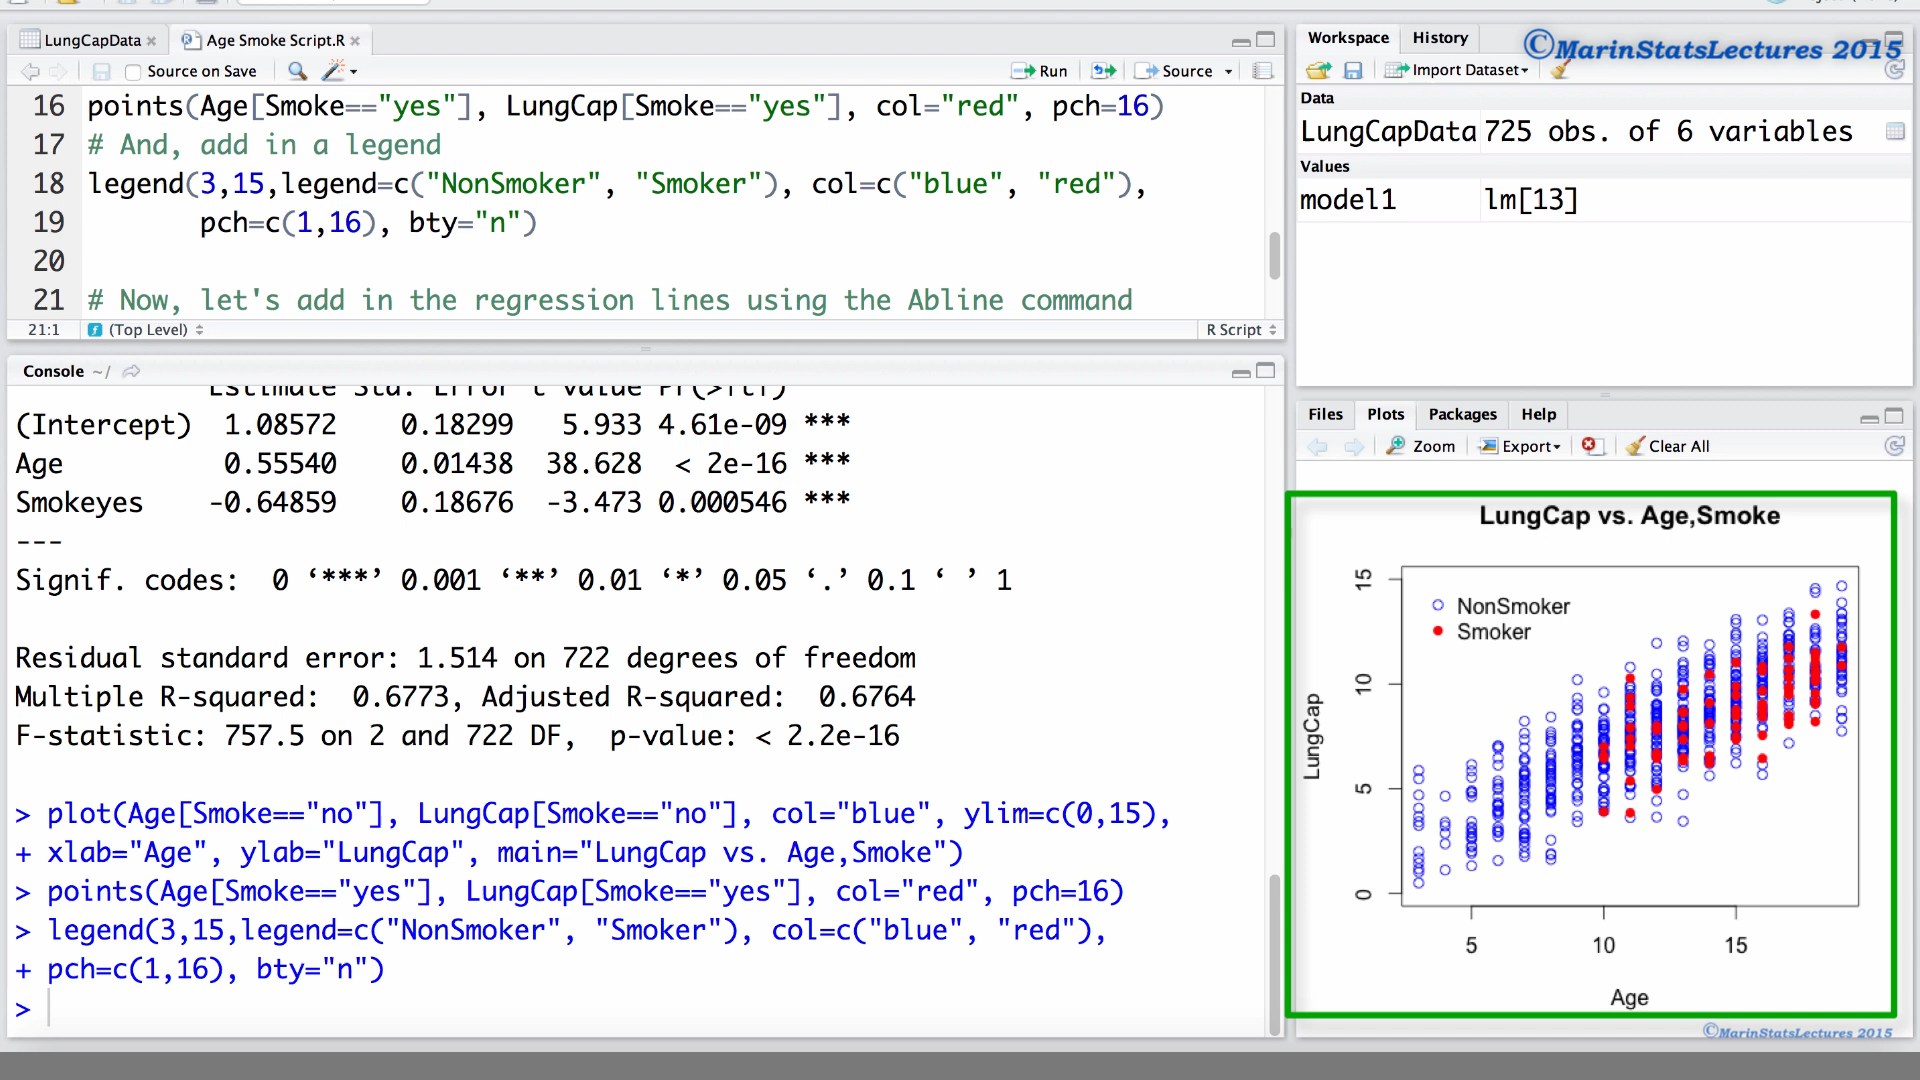 LungCapData
Age Smoke Script.R
Source on Save
Run
Source
16 points(Age[Smoke=="yes"], LungCap[Smoke=="yes"], col="red", pch=16)
17 # And, add in a legend
18 legend(3,15,legend=c("NonSmoker", "Smoker"), col=c("blue", "red"),
19 pch=c(1,16), bty="n")
20
21 # Now, let's add in the regression lines using the Abline command
21:1
(Top Level)
R Script
Console ~/
Estimate Std. Error t value Pr(>|t|)
(Intercept) 1.08572 0.18299 5.933 4.61e-09 ***
Age 0.55540 0.01438 38.628 < 2e-16 ***
Smokeyes -0.64859 0.18676 -3.473 0.000546 ***
---
Signif. codes: 0 ‘***’ 0.001 ‘**’ 0.01 ‘*’ 0.05 ‘.’ 0.1 ‘ ’ 1
Residual standard error: 1.514 on 722 degrees of freedom
Multiple R-squared: 0.6773, Adjusted R-squared: 0.6764
F-statistic: 757.5 on 2 and 722 DF, p-value: < 2.2e-16
> plot(Age[Smoke=="no"], LungCap[Smoke=="no"], col="blue", ylim=c(0,15),
+ xlab="Age", ylab="LungCap", main="LungCap vs. Age,Smoke")
> points(Age[Smoke=="yes"], LungCap[Smoke=="yes"], col="red", pch=16)
> legend(3,15,legend=c("NonSmoker", "Smoker"), col=c("blue", "red"),
+ pch=c(1,16), bty="n")
>
Workspace
History
©MarinStatsLectures 2015
Import Dataset
Data
LungCapData 725 obs. of 6 variables
Values
model1 lm[13]
Files
Plots
Packages
Help
Zoom
Export
Clear All
LungCap vs. Age,Smoke
NonSmoker
Smoker
LungCap
15
10
5
0
5 10 15
Age
©MarinStatsLectures 2015